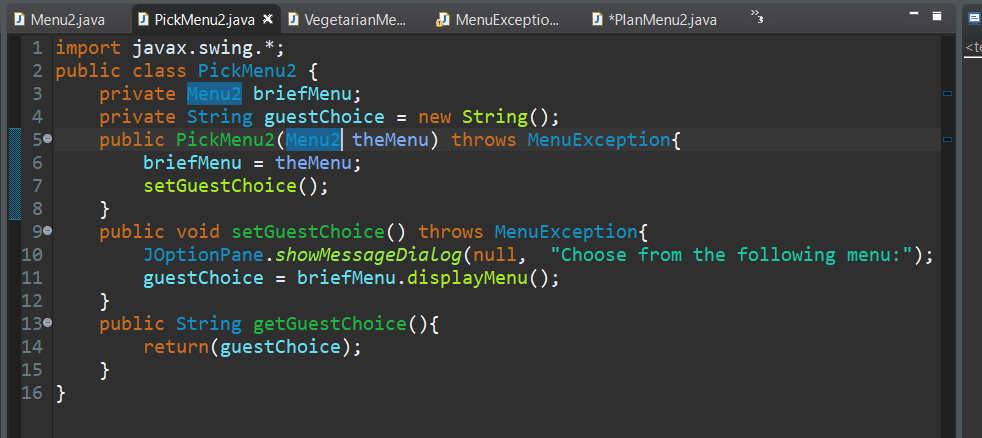 Menu2.java PickMenu2.java VegetarianMe... MenuExceptio... *PlanMenu2.java »3
1 import javax.swing.*;
2 public class PickMenu2 {
3     private Menu2 briefMenu;
4     private String guestChoice = new String();
5     public PickMenu2(Menu2 theMenu) throws MenuException{
6         briefMenu = theMenu;
7         setGuestChoice();
8     }
9     public void setGuestChoice() throws MenuException{
10         JOptionPane.showMessageDialog(null,  "Choose from the following menu:");
11         guestChoice = briefMenu.displayMenu();
12     }
13     public String getGuestChoice(){
14         return(guestChoice);
15     }
16 }
<te